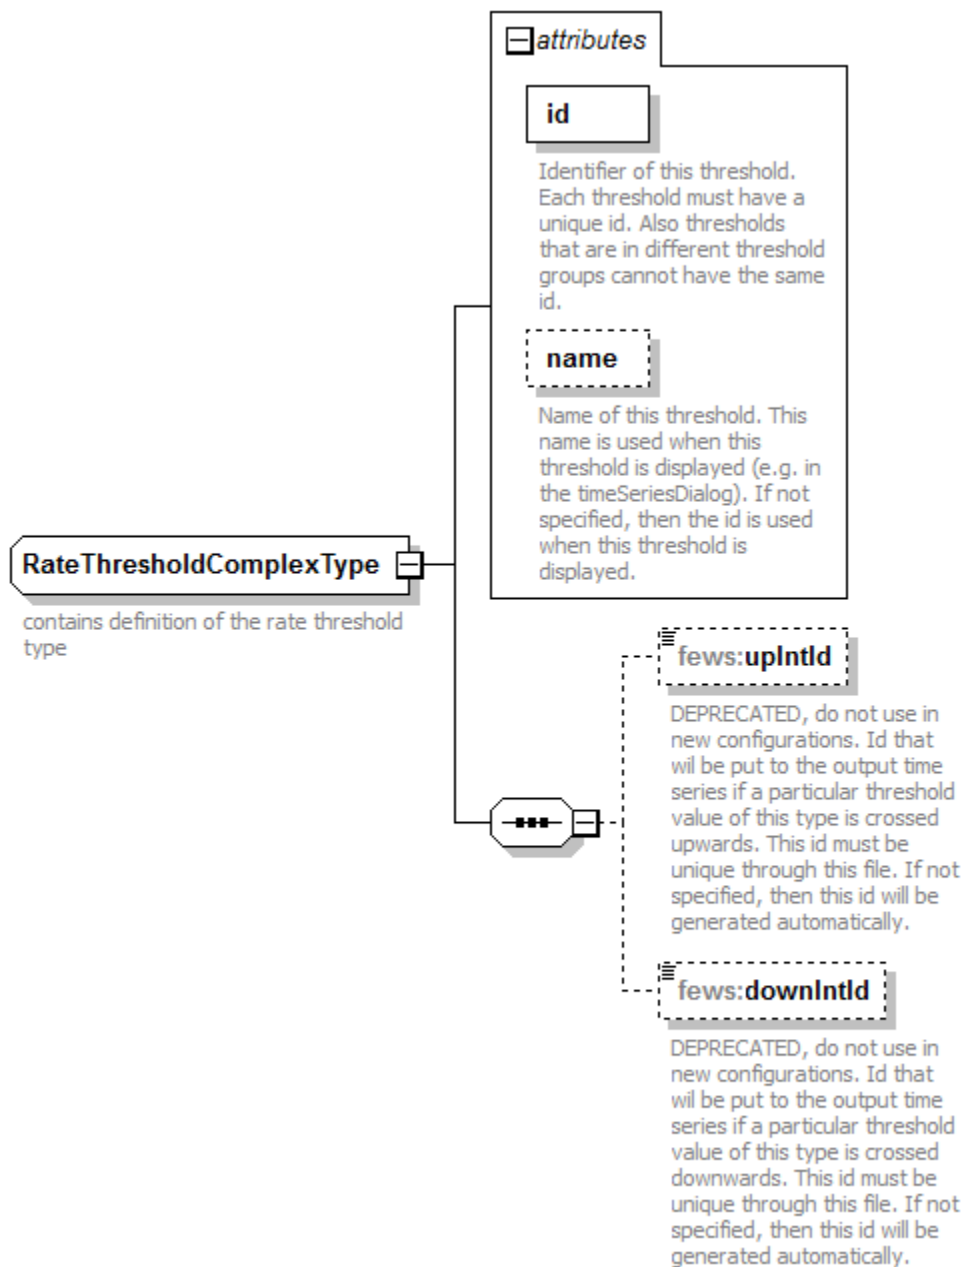 attributes
id
Identifier of this threshold.
Each threshold must have a
unique id. Also thresholds
that are in different threshold
groups cannot have the same
id.
name
Name of this threshold. This
name is used when this
threshold is displayed (e.g. in
the timeSeriesDialog). If not
specified, then the id is used
when this threshold is
displayed.
RateThresholdComplexType
contains definition of the rate threshold
type
fews:upIntId
DEPRECATED, do not use in
new configurations. Id that
wil be put to the output time
series if a particular threshold
value of this type is crossed
upwards. This id must be
unique through this file. If not
specified, then this id will be
generated automatically.
fews:downIntId
DEPRECATED, do not use in
new configurations. Id that
wil be put to the output time
series if a particular threshold
value of this type is crossed
downwards. This id must be
unique through this file. If not
specified, then this id will be
generated automatically.